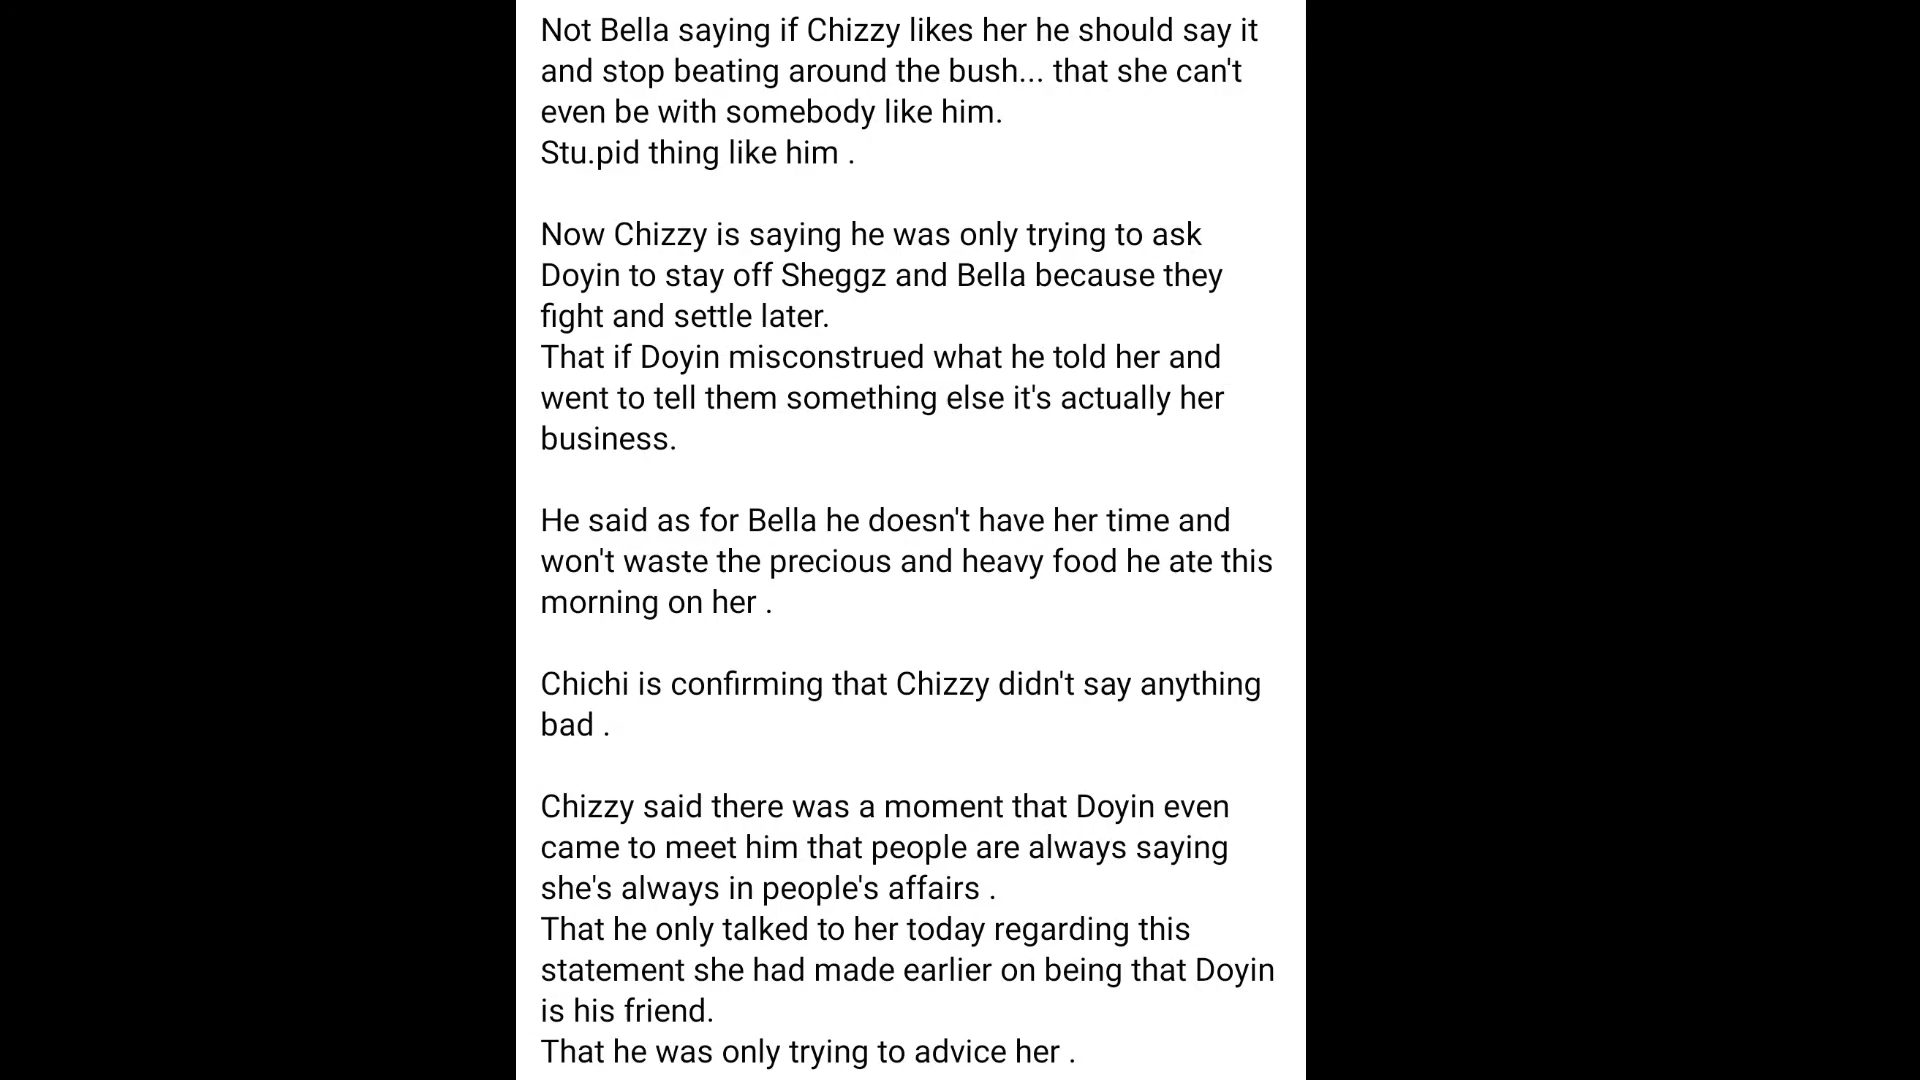 Not Bella saying if Chizzy likes her he should say it
and stop beating around the bush... that she can't
even be with somebody like him.
Stu.pid thing like him .
Now Chizzy is saying he was only trying to ask
Doyin to stay off Sheggz and Bella because they
fight and settle later.
That if Doyin misconstrued what he told her and
went to tell them something else it's actually her
business.
He said as for Bella he doesn't have her time and
won't waste the precious and heavy food he ate this
morning on her .
Chichi is confirming that Chizzy didn't say anything
bad .
Chizzy said there was a moment that Doyin even
came to meet him that people are always saying
she's always in people's affairs .
That he only talked to her today regarding this
statement she had made earlier on being that Doyin
is his friend.
That he was only trying to advice her .